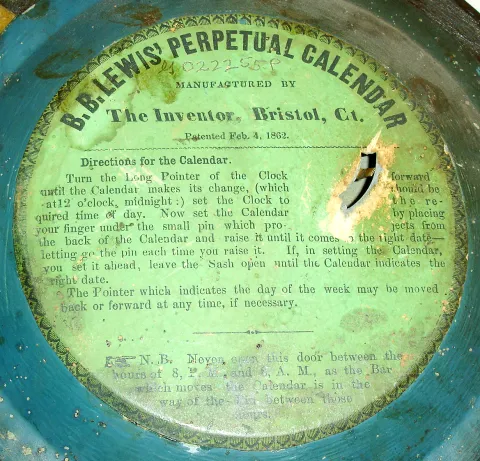 B.B. LEWIS' PERPETUAL CALENDAR
MANUFACTURED BY
The Inventor, Bristol, Ct.
Patented Feb. 4, 1862.
Directions for the Calendar.
Turn the Long Pointer of the Clock forward
until the Calendar makes its change, (which should be
at 12 o'clock, midnight:) set the Clock to the re-
quired time of day. Now set the Calendar by placing
your finger under the small pin which projects from
the back of the Calendar and raise it until it comes to the right date—
letting go the pin each time you raise it. If, in setting the Calendar,
you set it ahead, leave the Sash open until the Calendar indicates the
right date.
The Pointer which indicates the day of the week may be moved
back or forward at any time, if necessary.
N. B. Never open this door between the
hours of 8, P. M., and 6, A. M., as the Bar
which moves the Calendar is in the
way of the Pin between those
hours.